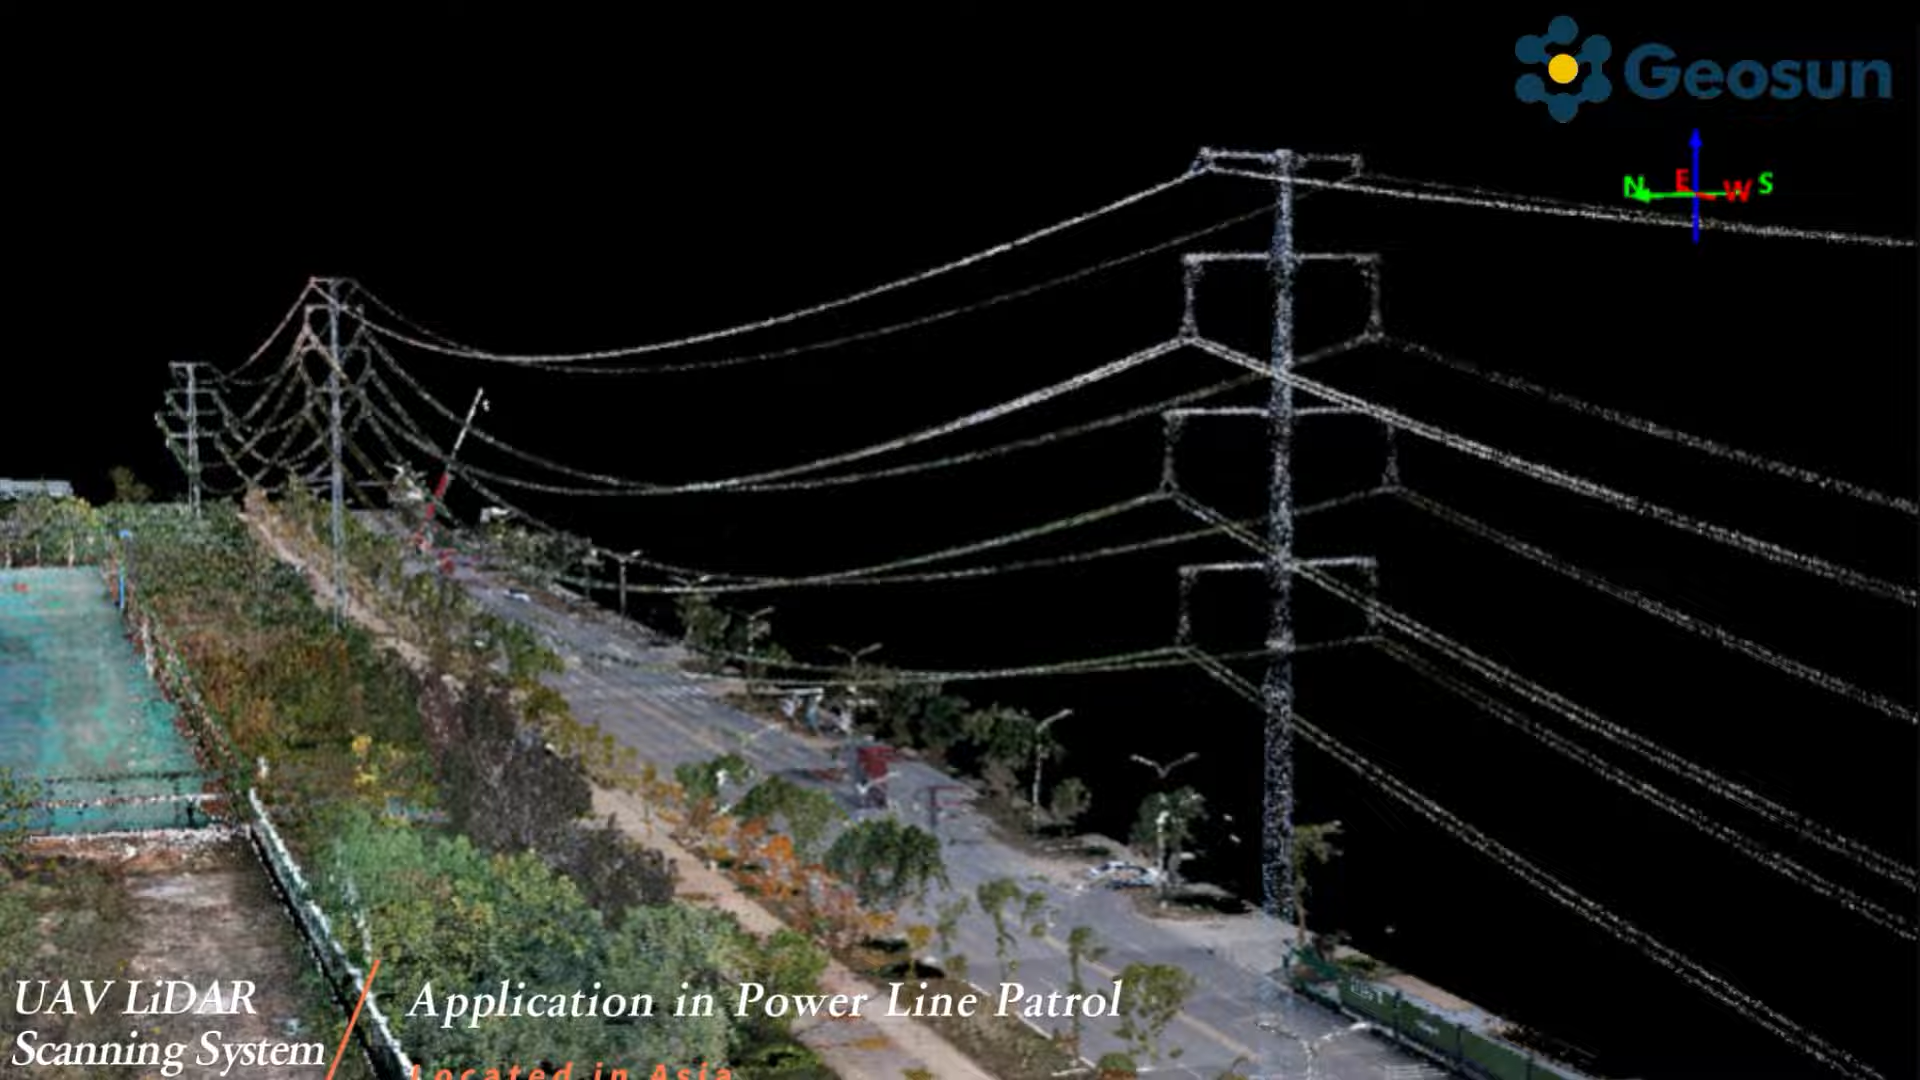 Geosun
N E W S
UAV LiDAR
Scanning System
Application in Power Line Patrol
Located in Asia